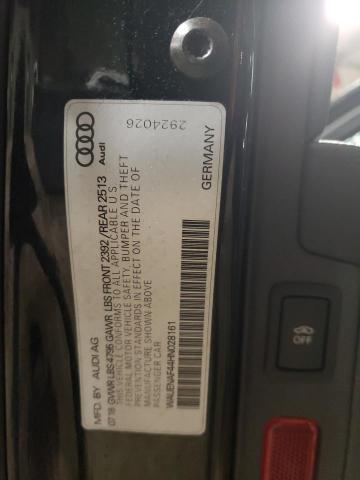 MFD. BY AUDI AG
07.16 GVWR LBS 4795 GAWR LBS FRONT 2392/REAR 2513
THIS VEHICLE CONFORMS TO ALL APPLICABLE U.S.
FEDERAL MOTOR VEHICLE SAFETY, BUMPER AND THEFT
PREVENTION STANDARDS IN EFFECT ON THE DATE OF
MANUFACTURE SHOWN ABOVE
PASSENGER CAR
WAUENAF44HN028161
Audi
2924026
GERMANY
OFF